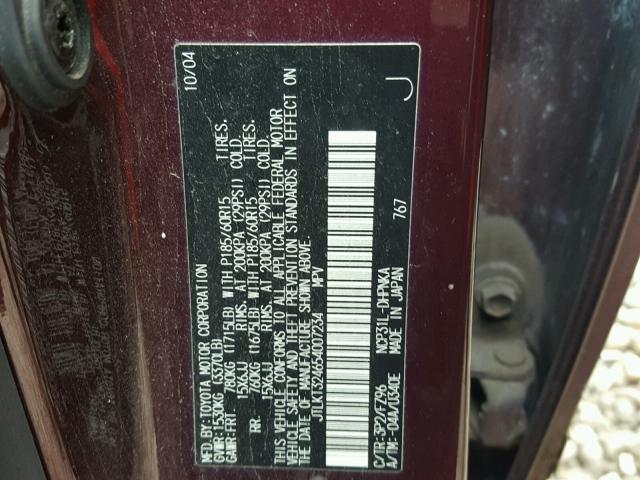 MFD.BY:TOYOTA MOTOR CORPORATION 10/04
GVWR:1530KG (3370LB)
GAWR:FRT. 780KG (1715LB) WITH P185/60R15 TIRES.
15X6JJ RIMS. AT 200KPA (29PSI) COLD
RR. 760KG (1675LB) WITH P185/60R15 TIRES.
15X6JJ RIMS. AT 200KPA (29PSI) COLD
THIS VEHICLE CONFORMS TO ALL APPLICABLE FEDERAL MOTOR
VEHICLE SAFETY AND THEFT PREVENTION STANDARDS IN EFFECT ON
THE DATE OF MANUFACTURE SHOWN ABOVE.
JTLKT324654007234 MPV
767 J
C/TR:3P2/FZ96 NCP31L-DHPNKA
A/TM:-04A/U340E MADE IN JAPAN